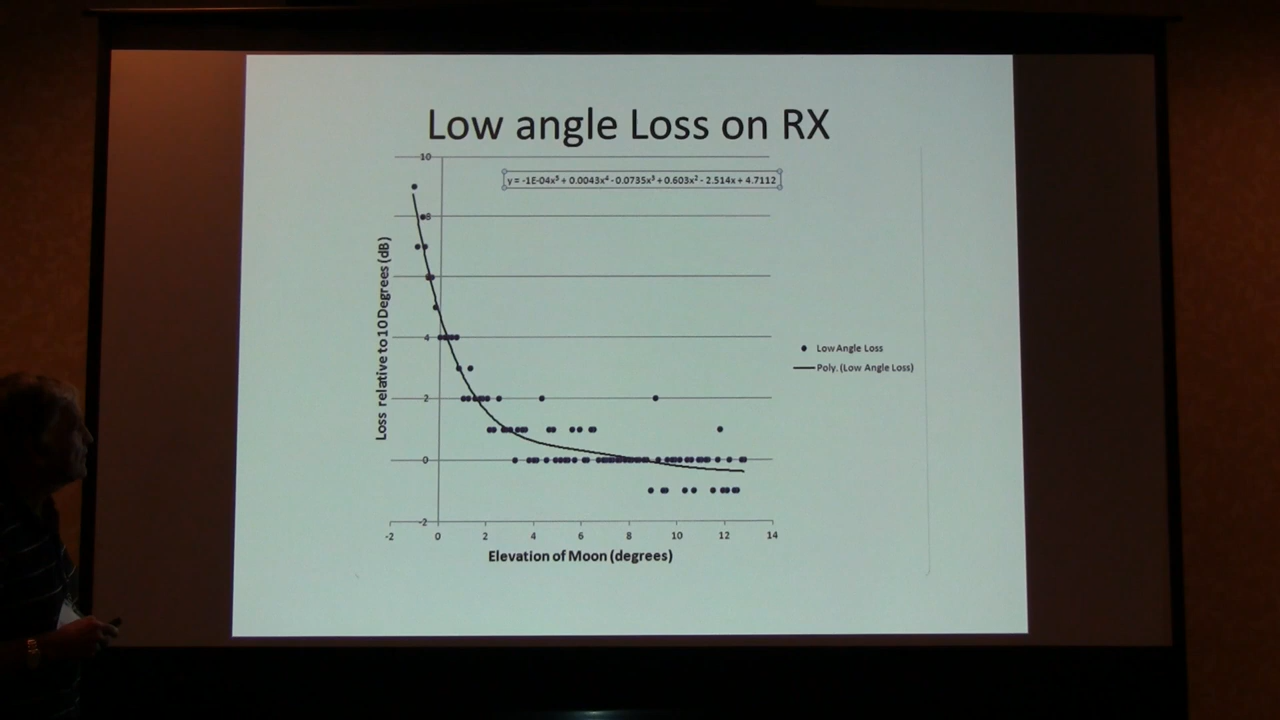 Low angle Loss on RX
y = -1E-04x⁵ + 0.0043x⁴ - 0.0735x³ + 0.603x² - 2.514x + 4.7112
10
8
4
2
0
-2
Loss relative to 10 Degrees (dB)
-2 0 2 4 6 8 10 12 14
Elevation of Moon (degrees)
Low Angle Loss
Poly. (Low Angle Loss)